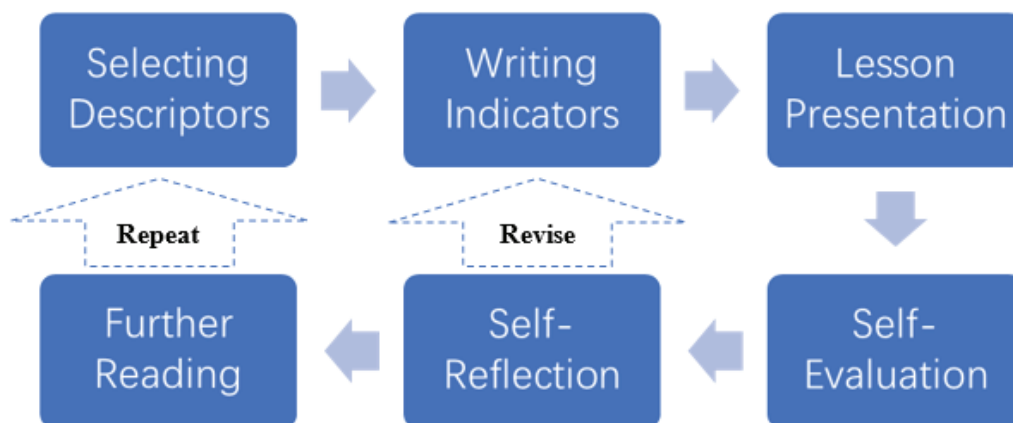 Selecting
Descriptors
Writing
Indicators
Lesson
Presentation
Repeat
Revise
Further
Reading
Self-
Reflection
Self-
Evaluation